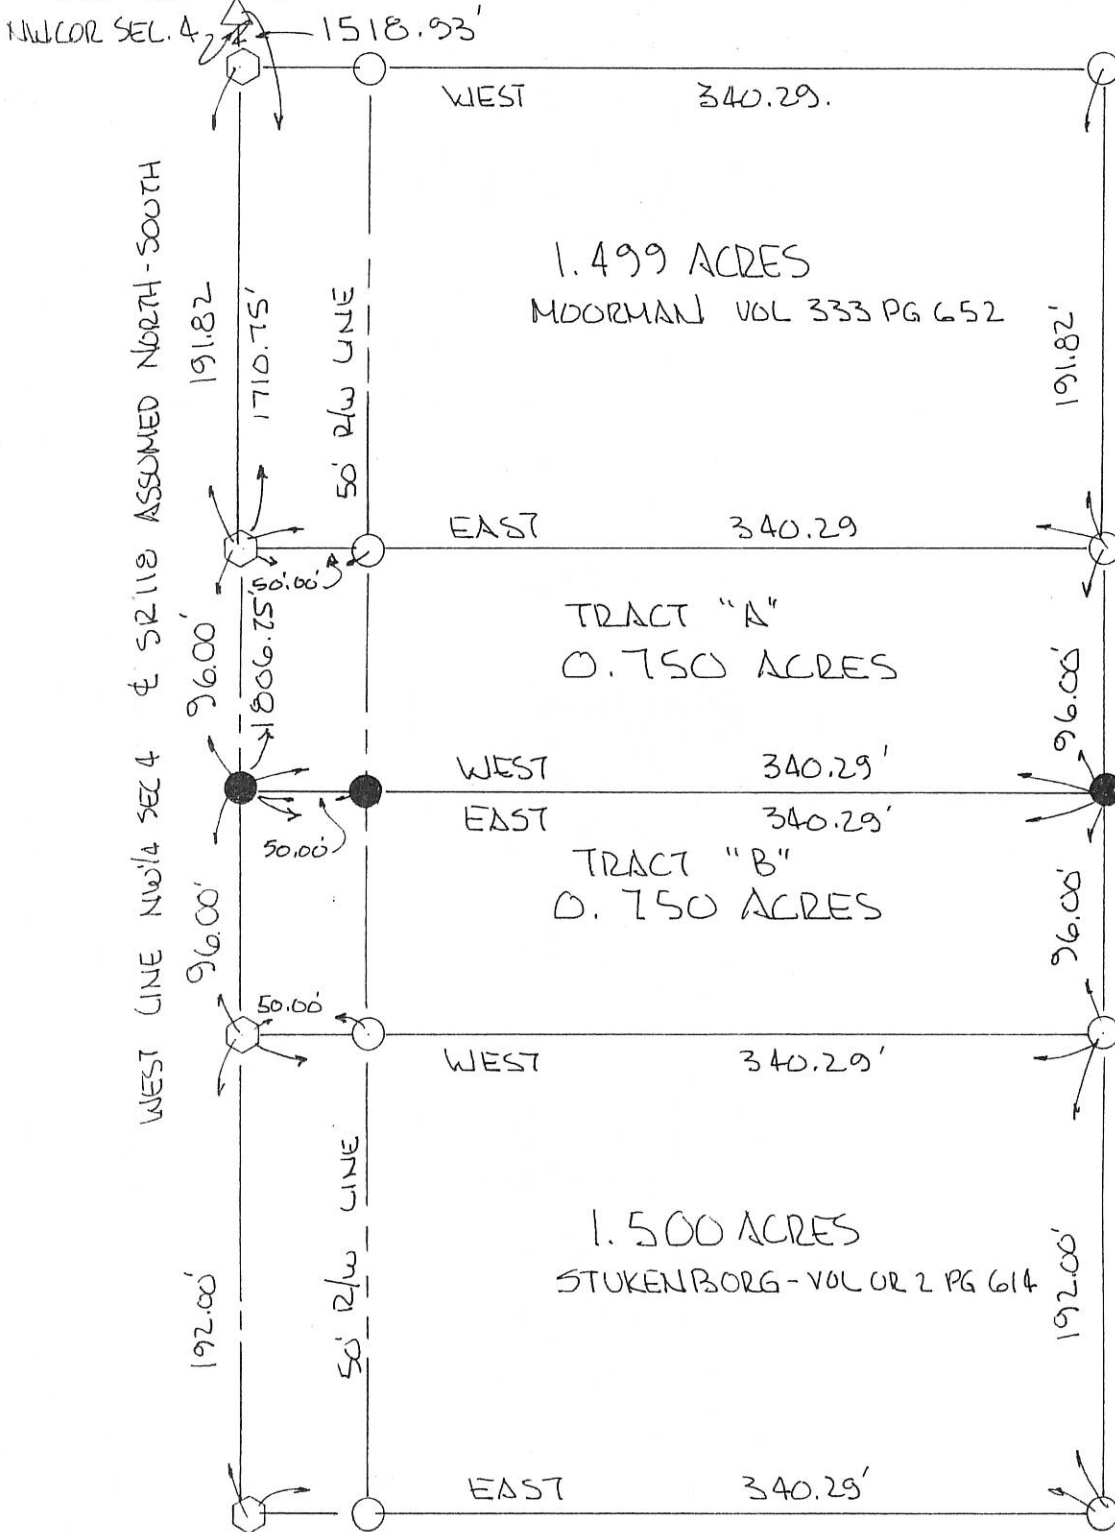 NW COR SEC. 4
1518.93'
WEST 340.29.
1.499 ACRES
MOORMAN VOL 333 PG 652
191.82
1710.75'
50' R/W LINE
191.82'
WEST LINE NW 1/4 SEC 4 ℄ SR 118 ASSUMED NORTH-SOUTH
EAST 340.29
50.00'
TRACT "A"
0.750 ACRES
96.00'
1806.75'
96.00'
WEST 340.29'
EAST 340.29'
50.00'
TRACT "B"
0.750 ACRES
96.00'
96.00'
50.00'
WEST 340.29'
1.500 ACRES
STUKENBORG - VOL OR 2 PG 614
192.00'
50' R/W LINE
192.00'
EAST 340.29'